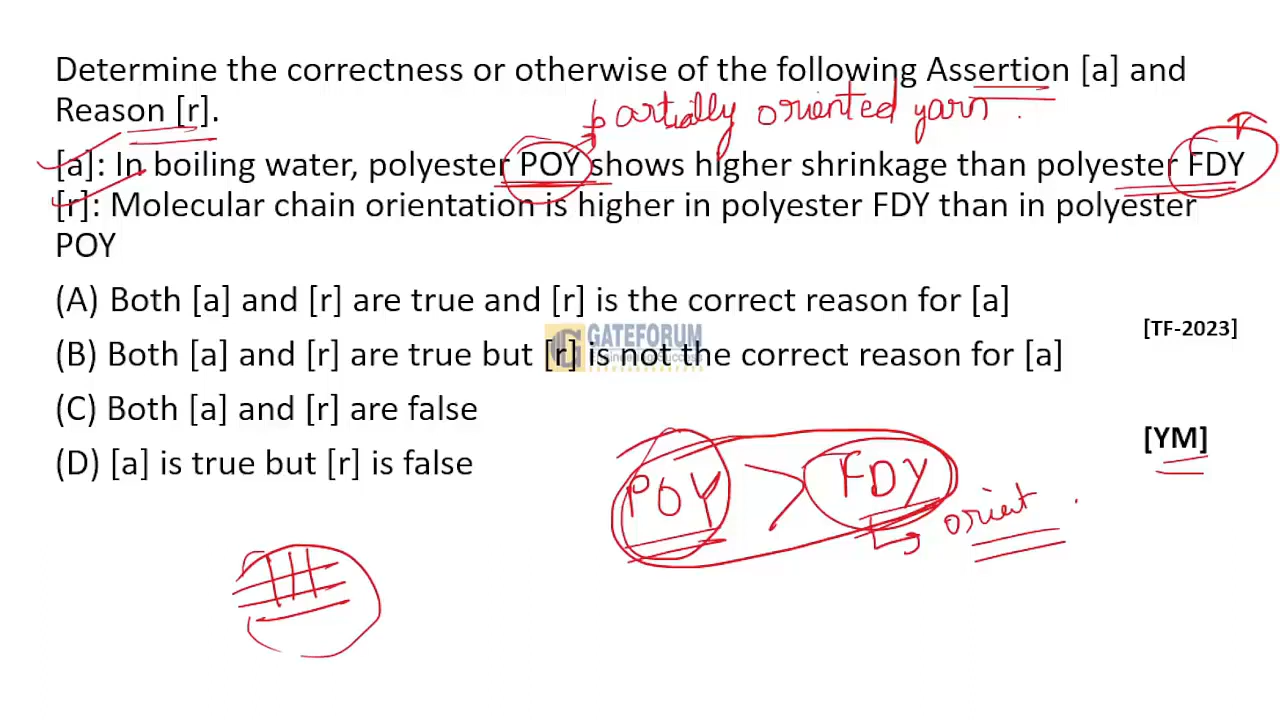 Determine the correctness or otherwise of the following Assertion [a] and
Reason [r].
partially oriented yarn.
[a]: In boiling water, polyester POY shows higher shrinkage than polyester FDY
[r]: Molecular chain orientation is higher in polyester FDY than in polyester
POY
(A) Both [a] and [r] are true and [r] is the correct reason for [a]
[TF-2023]
GATEFORUM
(B) Both [a] and [r] are true but [r] is not the correct reason for [a]
(C) Both [a] and [r] are false
[YM]
(D) [a] is true but [r] is false
POY > FDY
orient